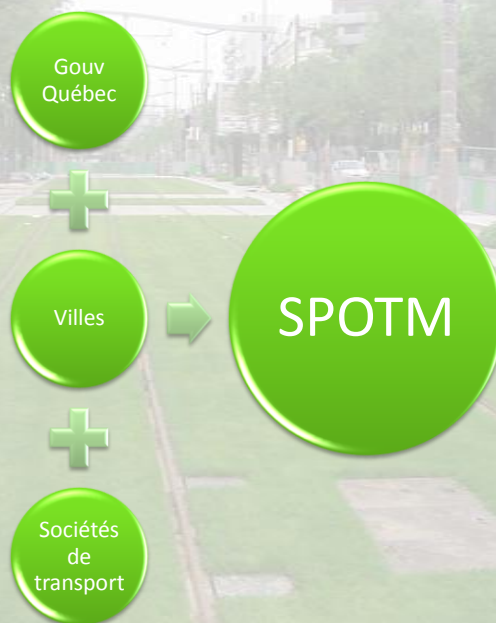 Gouv
Québec
Villes
SPOTM
Sociétés
de
transport